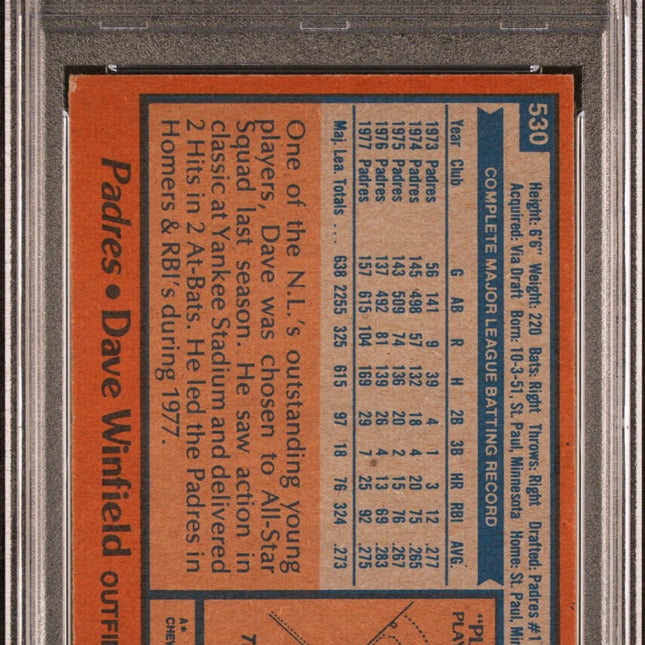 530
Height: 6'6" Weight: 220 Bats: Right Throws: Right Drafted: Padres #1
Acquired: Via Draft Born: 10-3-51, St. Paul, Minnesota Home: St. Paul,
COMPLETE MAJOR LEAGUE BATTING RECORD
Year Club G AB R H 2B 3B HR RBI AVG.
1973 Padres 56 141 9 39 4 1 3 12 .277
1974 Padres 145 498 57 132 18 4 20 75 .265
1975 Padres 143 509 74 136 20 2 15 76 .267
1976 Padres 137 492 81 139 26 4 13 69 .283
1977 Padres 157 615 104 169 29 7 25 92 .275
Maj. Lea. Totals ... 638 2255 325 615 97 18 76 324 .273
One of the N.L.'s outstanding young
players, Dave was chosen to All-Star
Squad last season. He saw action in
classic at Yankee Stadium and delivered
2 Hits in 2 At-Bats. He led the Padres in
Homers & RBI's during 1977.
Padres • Dave Winfield